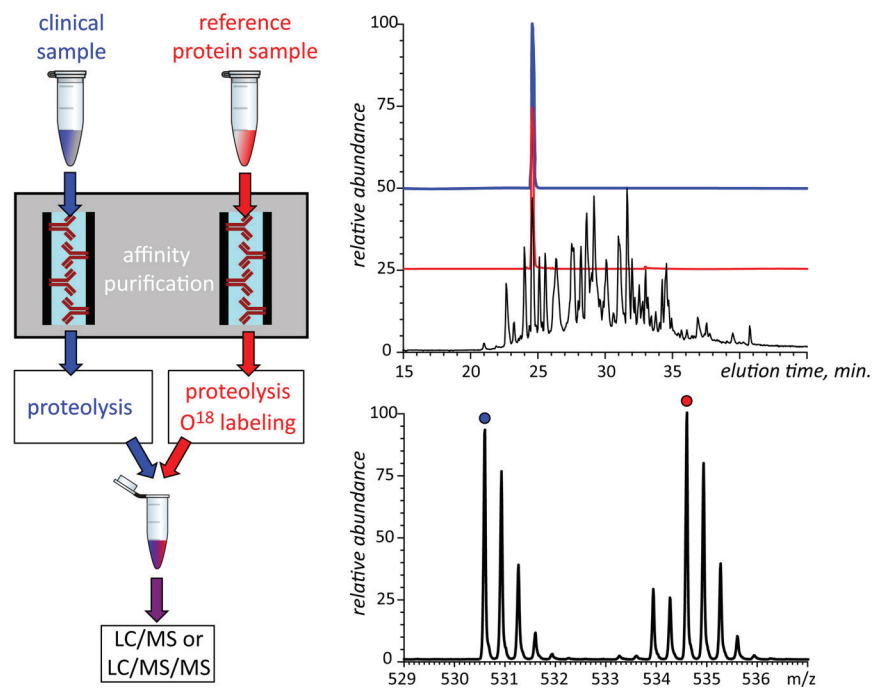 clinical
sample
reference
protein sample
affinity
purification
proteolysis
proteolysis
O18 labeling
LC/MS or
LC/MS/MS
relative abundance
100
75
50
25
0
15
20
25
30
35
elution time, min.
relative abundance
100
75
50
25
0
529
530
531
532
533
534
535
536
m/z